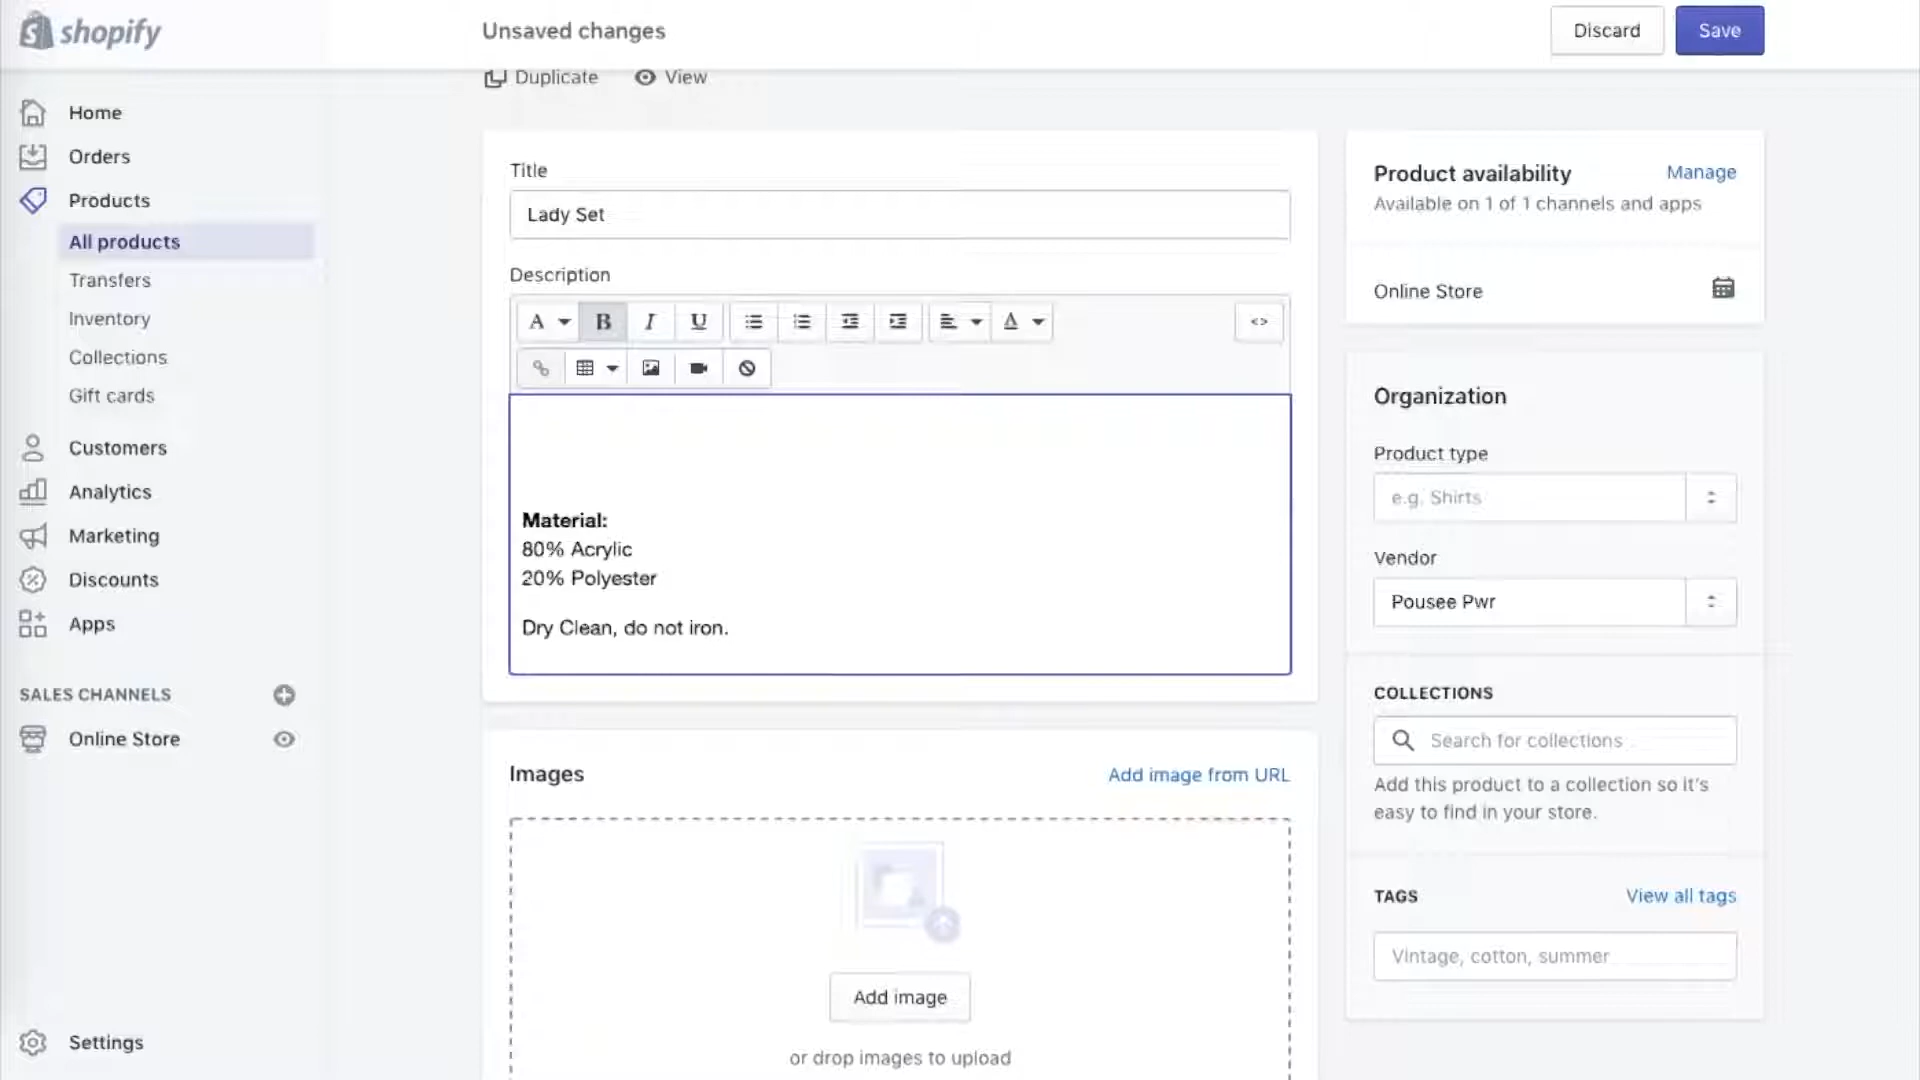 shopify
Unsaved changes
Discard
Save
Duplicate
View
Home
Orders
Products
All products
Transfers
Inventory
Collections
Gift cards
Customers
Analytics
Marketing
Discounts
Apps
SALES CHANNELS
Online Store
Settings
Title
Lady Set
Description
A
B
I
U
A
<>
Material:
80% Acrylic
20% Polyester
Dry Clean, do not iron.
Images
Add image from URL
Add image
or drop images to upload
Product availability
Manage
Available on 1 of 1 channels and apps
Online Store
Organization
Product type
e.g. Shirts
Vendor
Pousee Pwr
COLLECTIONS
Search for collections
Add this product to a collection so it's
easy to find in your store.
TAGS
View all tags
Vintage, cotton, summer